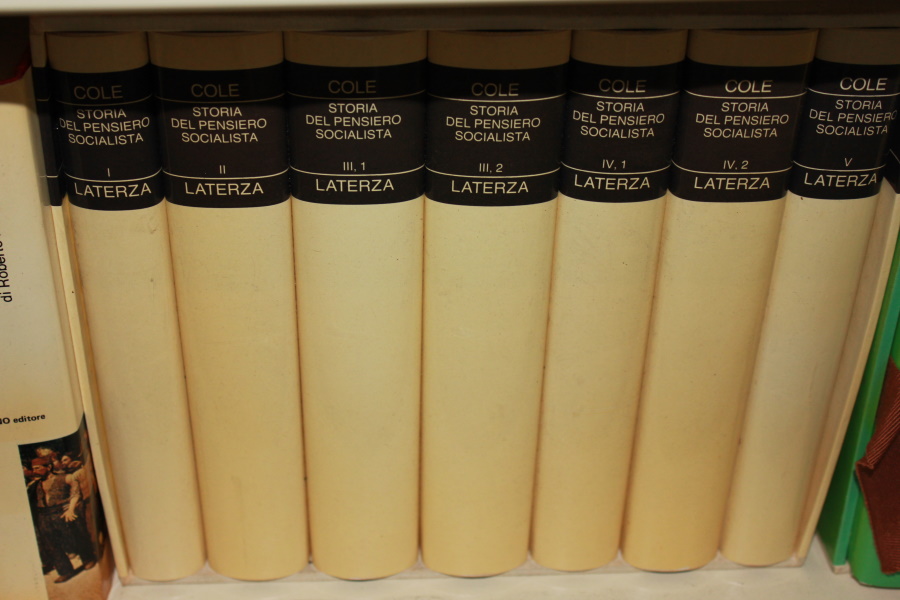 COLE
STORIA
DEL PENSIERO
SOCIALISTA
I
LATERZA
COLE
STORIA
DEL PENSIERO
SOCIALISTA
II
LATERZA
COLE
STORIA
DEL PENSIERO
SOCIALISTA
III, 1
LATERZA
COLE
STORIA
DEL PENSIERO
SOCIALISTA
III, 2
LATERZA
COLE
STORIA
DEL PENSIERO
SOCIALISTA
IV, 1
LATERZA
COLE
STORIA
DEL PENSIERO
SOCIALISTA
IV, 2
LATERZA
COLE
STORIA
DEL PENSIERO
SOCIALISTA
V
LATERZA
di Roberto
editore